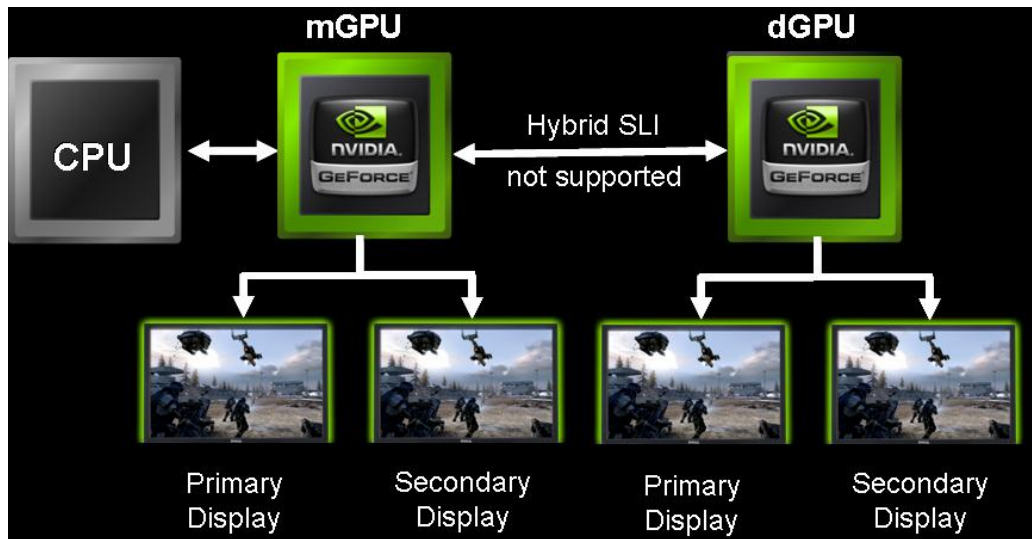 mGPU
dGPU
CPU
NVIDIA.
GEFORCE
Hybrid SLI
not supported
NVIDIA.
GEFORCE
Primary
Display
Secondary
Display
Primary
Display
Secondary
Display